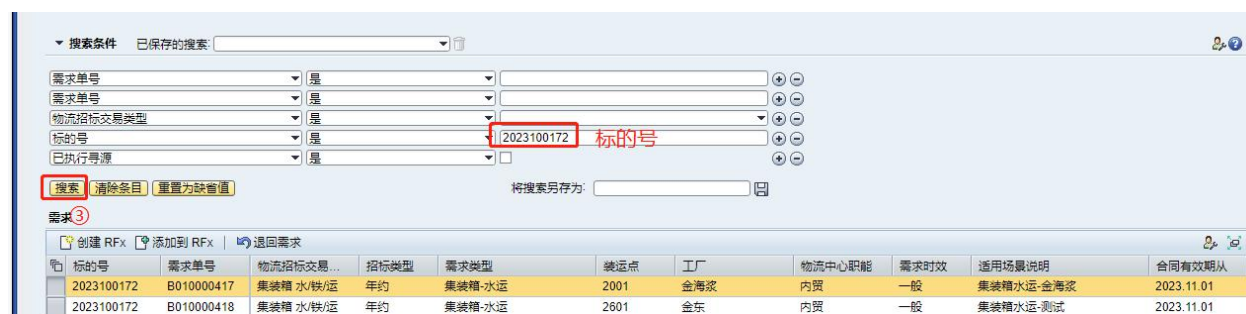 搜索条件 已保存的搜索:
需求单号 是
需求单号 是
物流招标交易类型 是
标的号 是 2023100172 标的号
已执行寻源 是
搜索 清除条目 重置为缺省值 将搜索另存为:
需求 ③
创建 RFx 添加到 RFx | 退回需求
标的号 需求单号 物流招标交易... 招标类型 需求类型 装运点 工厂 物流中心职能 需求时效 适用场景说明 合同有效期从
2023100172 B010000417 集装箱 水/铁/运 年约 集装箱-水运 2001 金海浆 内贸 一般 集装箱水运-金海浆 2023.11.01
2023100172 B010000418 集装箱 水/铁/运 年约 集装箱-水运 2601 金东 内贸 一般 集装箱水运-测试 2023.11.01